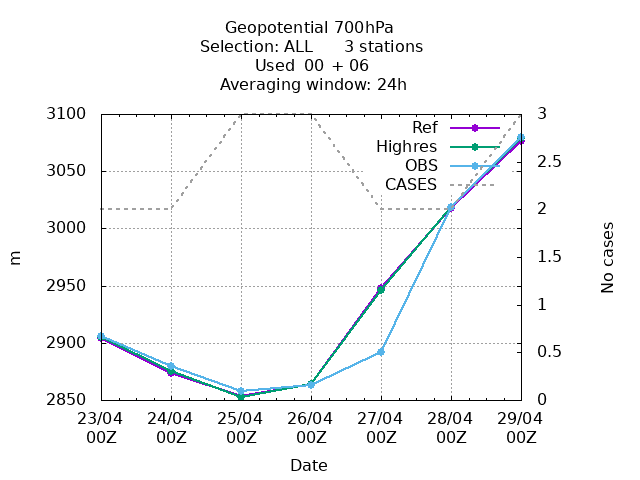 Geopotential 700hPa
Selection: ALL 3 stations
Used 00 + 06
Averaging window: 24h
3100
3050
3000
2950
2900
2850
m
3
2.5
2
1.5
1
0.5
0
No cases
Ref
Highres
OBS
CASES
23/04 24/04 25/04 26/04 27/04 28/04 29/04
00Z 00Z 00Z 00Z 00Z 00Z 00Z
Date